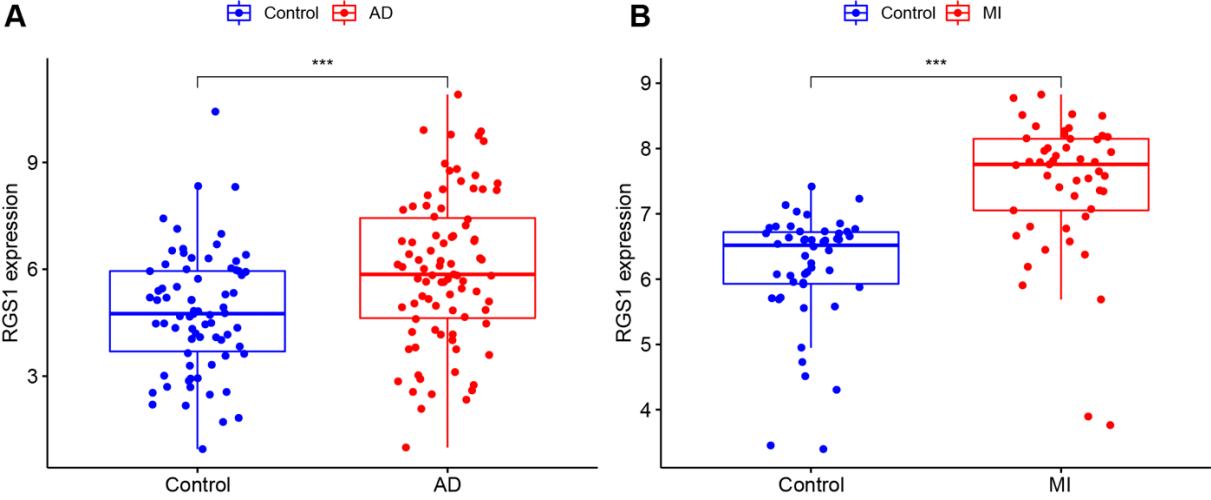 A
Control AD
RGS1 expression
9
6
3
***
Control AD
B
Control MI
RGS1 expression
9
8
7
6
5
4
***
Control MI